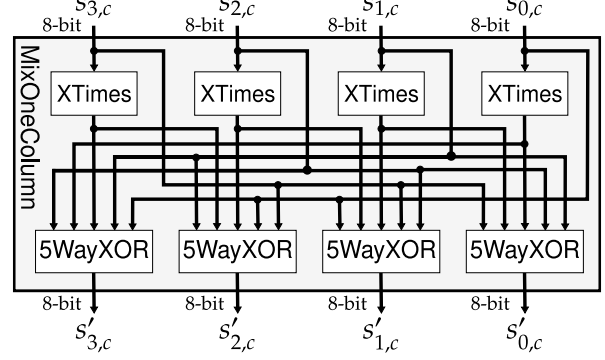 s3,c s2,c s1,c s0,c
8-bit 8-bit 8-bit 8-bit
MixOneColumn
XTimes XTimes XTimes XTimes
5WayXOR 5WayXOR 5WayXOR 5WayXOR
8-bit 8-bit 8-bit 8-bit
s′3,c s′2,c s′1,c s′0,c